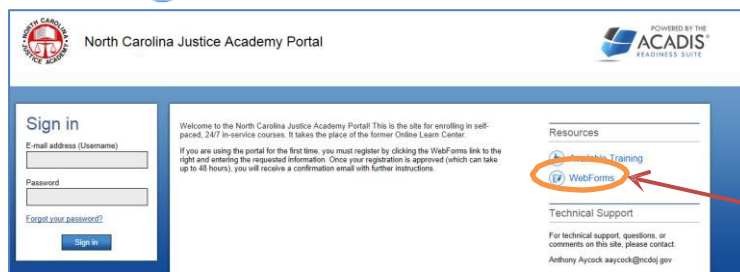 NORTH CAROLINA
JUSTICE ACADEMY
North Carolina Justice Academy Portal
POWERED BY THE
ACADIS®
READINESS SUITE
Sign in
E-mail address (Username)
Password
Forgot your password?
Sign in
Welcome to the North Carolina Justice Academy Portal! This is the site for enrolling in self-
paced, 24/7 in-service courses. It takes the place of the former Online Learn Center.
If you are using the portal for the first time, you must register by clicking the WebForms link to the
right and entering the requested information. Once your registration is approved (which can take
up to 48 hours), you will receive a confirmation email with further instructions.
Resources
Available Training
WebForms
Technical Support
For technical support, questions, or
comments on this site, please contact:
Anthony Aycock aaycock@ncdoj.gov